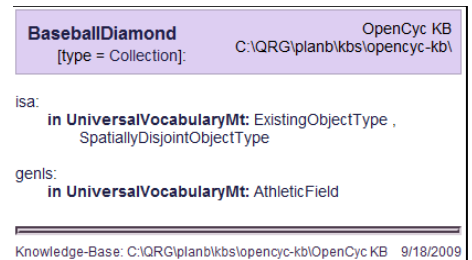 BaseballDiamond OpenCyc KB
[type = Collection]: C:\QRG\planb\kbs\opencyc-kb\
isa:
in UniversalVocabularyMt: ExistingObjectType ,
SpatiallyDisjointObjectType
genls:
in UniversalVocabularyMt: AthleticField
Knowledge-Base: C:\QRG\planb\kbs\opencyc-kb\OpenCyc KB 9/18/2009